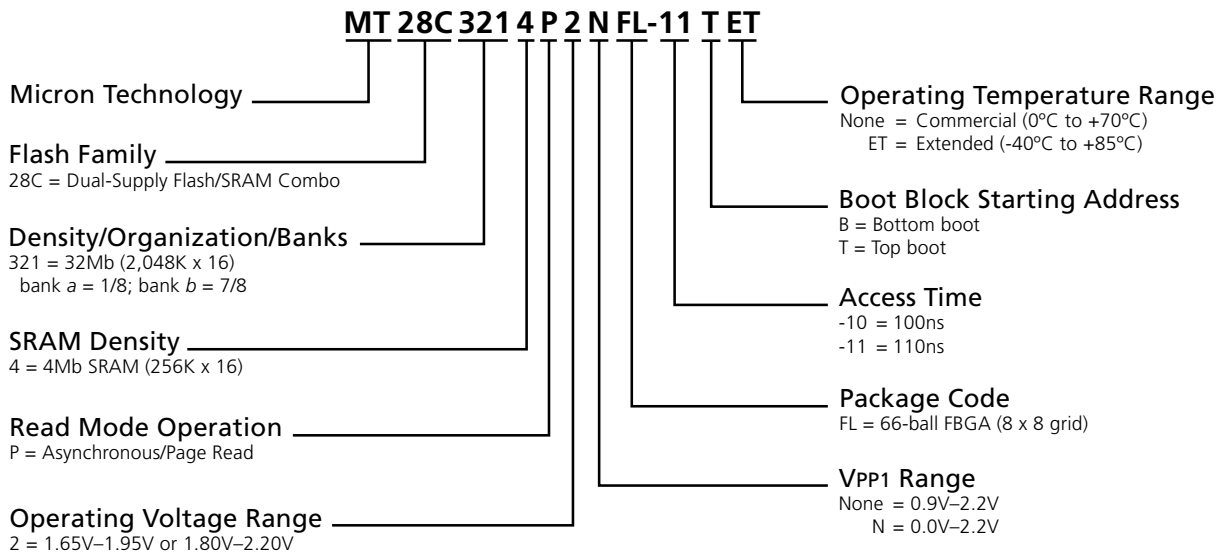 MT 28C 321 4 P 2 N FL-11 T ET
Micron Technology
Flash Family
28C = Dual-Supply Flash/SRAM Combo
Density/Organization/Banks
321 = 32Mb (2,048K x 16)
bank a = 1/8; bank b = 7/8
SRAM Density
4 = 4Mb SRAM (256K x 16)
Read Mode Operation
P = Asynchronous/Page Read
Operating Voltage Range
2 = 1.65V–1.95V or 1.80V–2.20V
Operating Temperature Range
None = Commercial (0ºC to +70ºC)
ET = Extended (-40ºC to +85ºC)
Boot Block Starting Address
B = Bottom boot
T = Top boot
Access Time
-10 = 100ns
-11 = 110ns
Package Code
FL = 66-ball FBGA (8 x 8 grid)
VPP1 Range
None = 0.9V–2.2V
N = 0.0V–2.2V